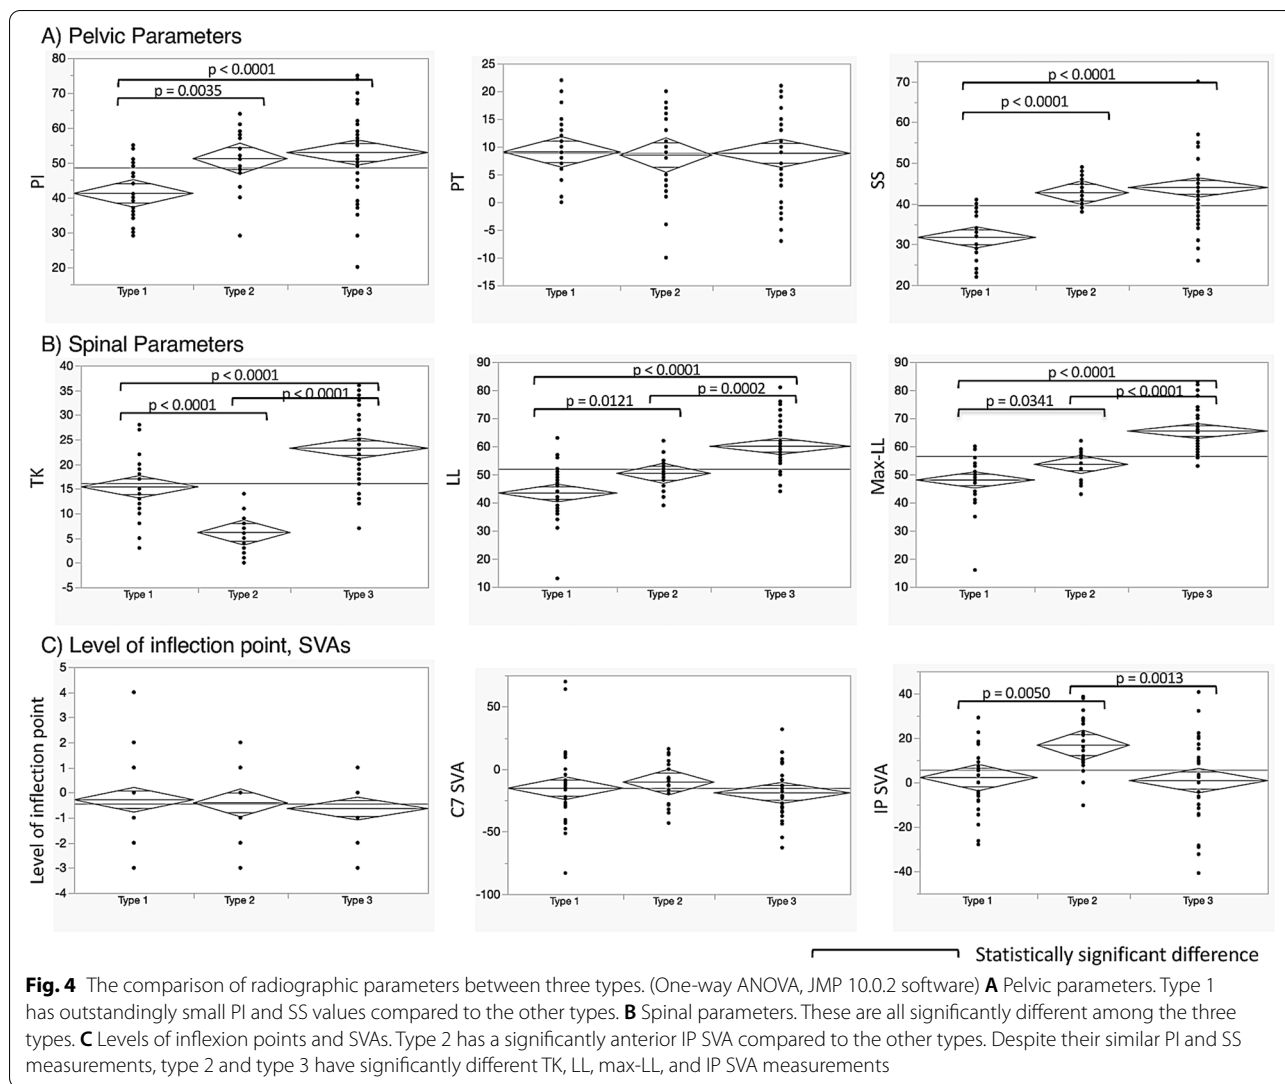 A) Pelvic Parameters
80
70
60
50
40
30
20
PI
p < 0.0001
p = 0.0035
Type 1
Type 2
Type 3
25
20
15
10
5
0
-5
-10
-15
PT
Type 1
Type 2
Type 3
70
60
50
40
30
20
SS
p < 0.0001
p < 0.0001
Type 1
Type 2
Type 3
B) Spinal Parameters
40
35
30
25
20
15
10
5
0
-5
TK
p < 0.0001
p < 0.0001
p < 0.0001
Type 1
Type 2
Type 3
90
80
70
60
50
40
30
20
10
LL
p < 0.0001
p = 0.0002
p = 0.0121
Type 1
Type 2
Type 3
90
80
70
60
50
40
30
20
10
Max-LL
p < 0.0001
p < 0.0001
p = 0.0341
Type 1
Type 2
Type 3
C) Level of inflection point, SVAs
5
4
3
2
1
0
-1
-2
-3
-4
Level of inflection point
Type 1
Type 2
Type 3
50
0
-50
-100
C7 SVA
Type 1
Type 2
Type 3
40
20
0
-20
-40
IP SVA
p = 0.0013
p = 0.0050
Type 1
Type 2
Type 3
Statistically significant difference
Fig. 4 The comparison of radiographic parameters between three types. (One-way ANOVA, JMP 10.0.2 software) A Pelvic parameters. Type 1
has outstandingly small PI and SS values compared to the other types. B Spinal parameters. These are all significantly different among the three
types. C Levels of inflexion points and SVAs. Type 2 has a significantly anterior IP SVA compared to the other types. Despite their similar PI and SS
measurements, type 2 and type 3 have significantly different TK, LL, max-LL, and IP SVA measurements